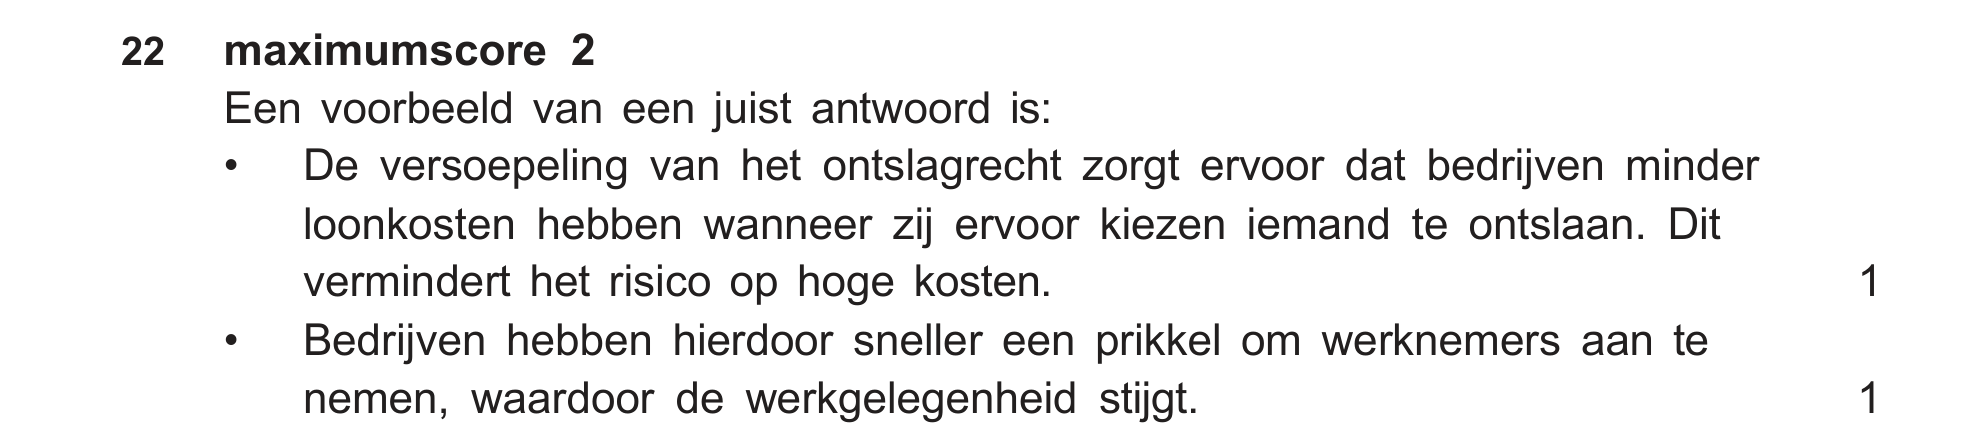 22 maximumscore 2
Een voorbeeld van een juist antwoord is:
• De versoepeling van het ontslagrecht zorgt ervoor dat bedrijven minder
loonkosten hebben wanneer zij ervoor kiezen iemand te ontslaan. Dit
vermindert het risico op hoge kosten. 1
• Bedrijven hebben hierdoor sneller een prikkel om werknemers aan te
nemen, waardoor de werkgelegenheid stijgt. 1